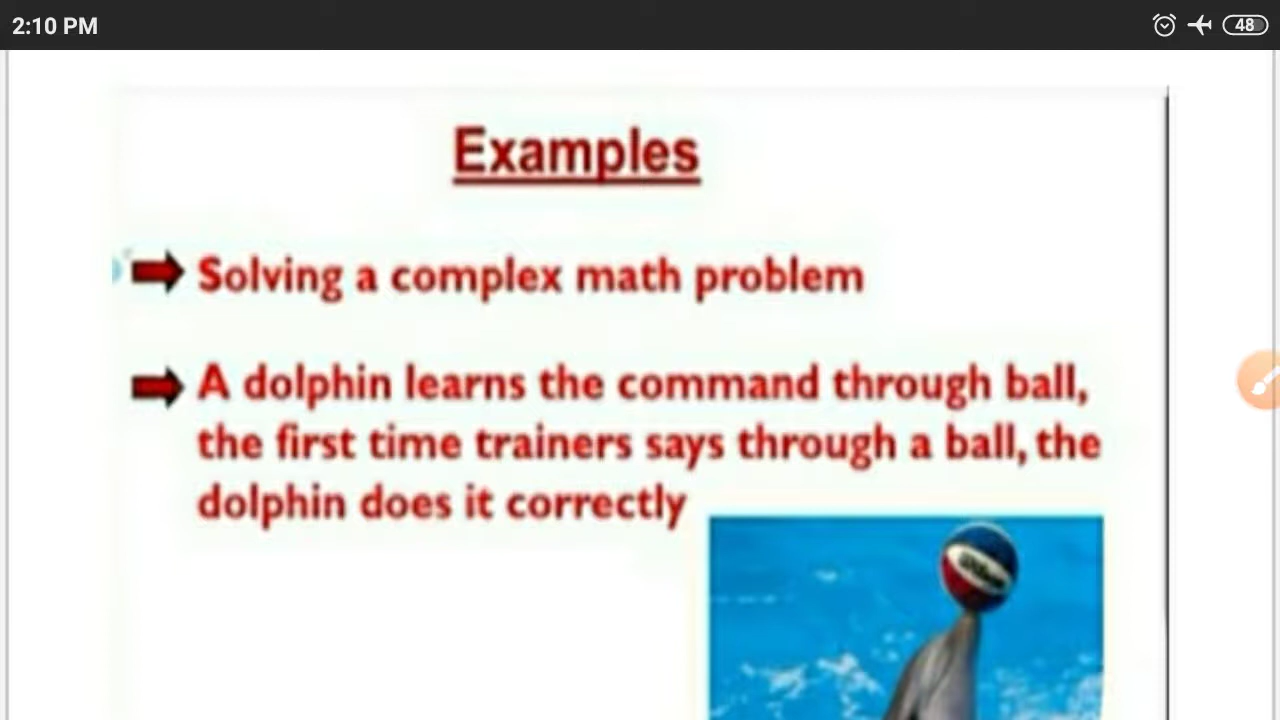 2:10 PM
48
Examples
Solving a complex math problem
A dolphin learns the command through ball,
the first time trainers says through a ball, the
dolphin does it correctly